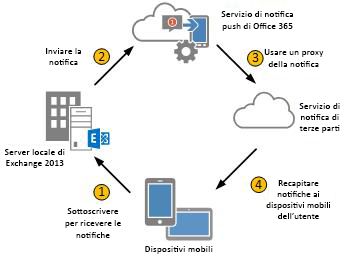 Servizio di notifica
push di Office 365
Inviare la
notifica
2
3
Usare un proxy
della notifica
Servizio di
notifica di
terze parti
Server locale di
Exchange 2013
E
1
Sottoscrivere
per ricevere le
notifiche
4
Recapitare
notifiche ai
dispositivi mobili
dell'utente
Dispositivi mobili